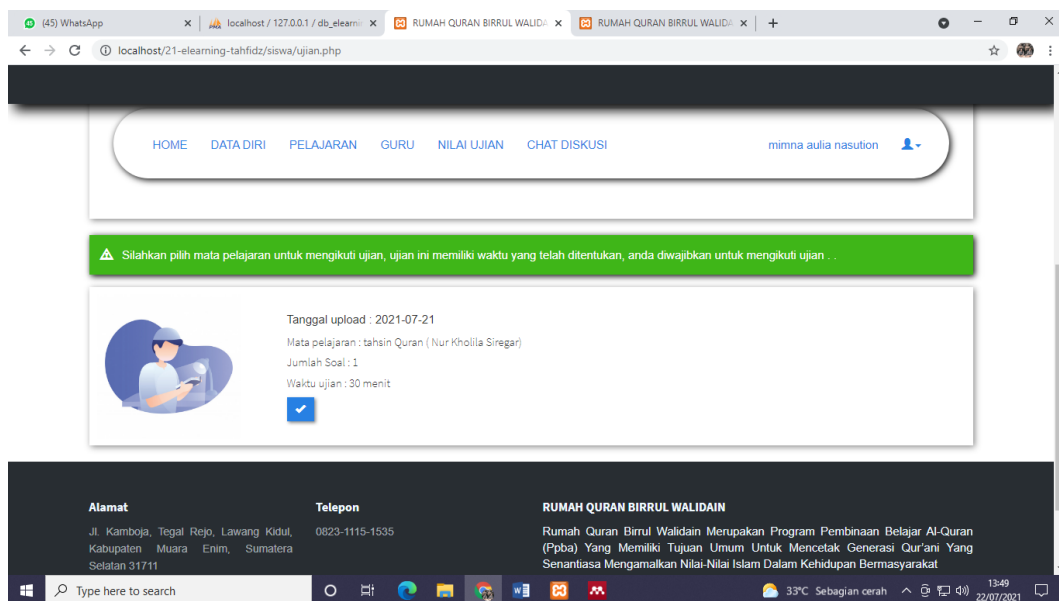 (45) WhatsApp
localhost / 127.0.0.1 / db_elearni
RUMAH QURAN BIRRUL WALIDA
RUMAH QURAN BIRRUL WALIDA
localhost/21-elearning-tahfidz/siswa/ujian.php
HOME DATA DIRI PELAJARAN GURU NILAI UJIAN CHAT DISKUSI mimna aulia nasution
Silahkan pilih mata pelajaran untuk mengikuti ujian, ujian ini memiliki waktu yang telah ditentukan, anda diwajibkan untuk mengikuti ujian . .
Tanggal upload : 2021-07-21
Mata pelajaran : tahsin Quran ( Nur Kholila Siregar)
Jumlah Soal : 1
Waktu ujian : 30 menit
Alamat
Jl. Kamboja, Tegal Rejo, Lawang Kidul,
Kabupaten Muara Enim, Sumatera
Selatan 31711
Telepon
0823-1115-1535
RUMAH QURAN BIRRUL WALIDAIN
Rumah Quran Birrul Walidain Merupakan Program Pembinaan Belajar Al-Quran
(Ppba) Yang Memiliki Tujuan Umum Untuk Mencetak Generasi Qur'ani Yang
Senantiasa Mengamalkan Nilai-Nilai Islam Dalam Kehidupan Bermasyarakat
Type here to search
33°C Sebagian cerah
13:49
22/07/2021